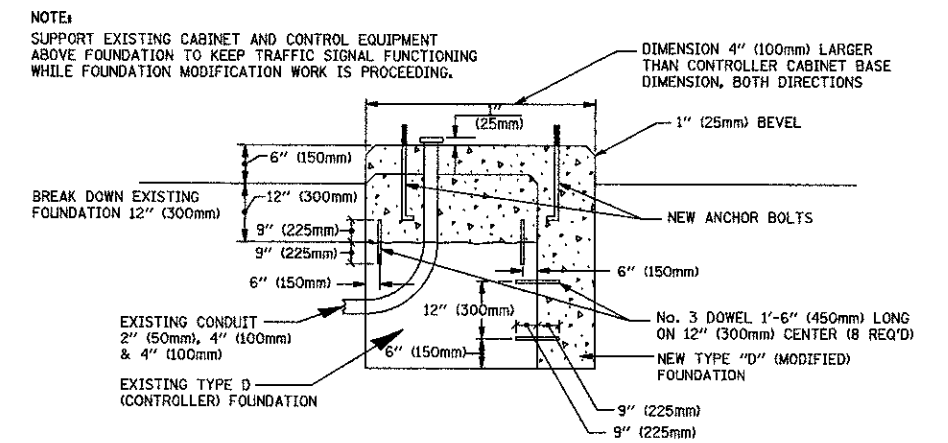 NOTE:
SUPPORT EXISTING CABINET AND CONTROL EQUIPMENT
ABOVE FOUNDATION TO KEEP TRAFFIC SIGNAL FUNCTIONING
WHILE FOUNDATION MODIFICATION WORK IS PROCEEDING.
DIMENSION 4" (100mm) LARGER
THAN CONTROLLER CABINET BASE
DIMENSION, BOTH DIRECTIONS
1"
(25mm)
1" (25mm) BEVEL
6" (150mm)
BREAK DOWN EXISTING
FOUNDATION 12" (300mm)
12" (300mm)
NEW ANCHOR BOLTS
9" (225mm)
9" (225mm)
6" (150mm)
6" (150mm)
12" (300mm)
6" (150mm)
EXISTING CONDUIT
2" (50mm), 4" (100mm)
& 4" (100mm)
No. 3 DOWEL 1'-6" (450mm) LONG
ON 12" (300mm) CENTER (8 REQ'D)
NEW TYPE "D" (MODIFIED)
FOUNDATION
EXISTING TYPE D
(CONTROLLER) FOUNDATION
9" (225mm)
9" (225mm)